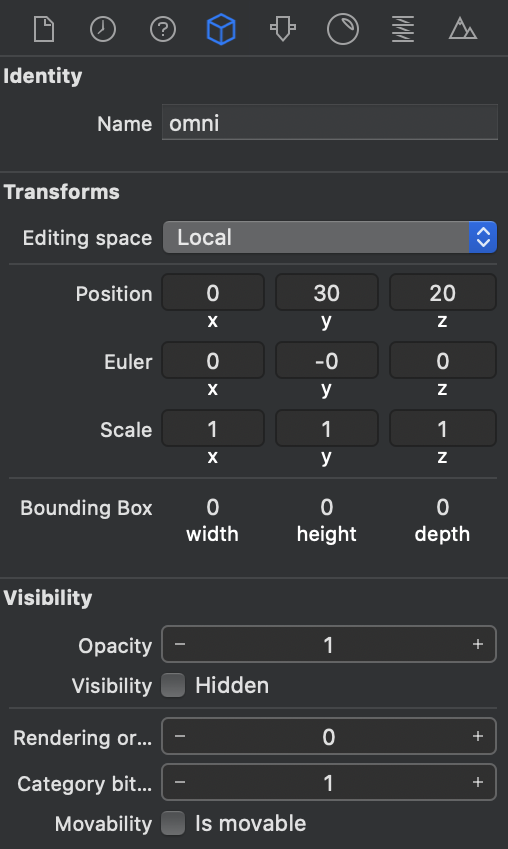 Identity
Name omni
Transforms
Editing space Local
Position 0 30 20
x y z
Euler 0 -0 0
x y z
Scale 1 1 1
x y z
Bounding Box 0 0 0
width height depth
Visibility
Opacity − 1 +
Visibility Hidden
Rendering or... − 0 +
Category bit... − 1 +
Movability Is movable